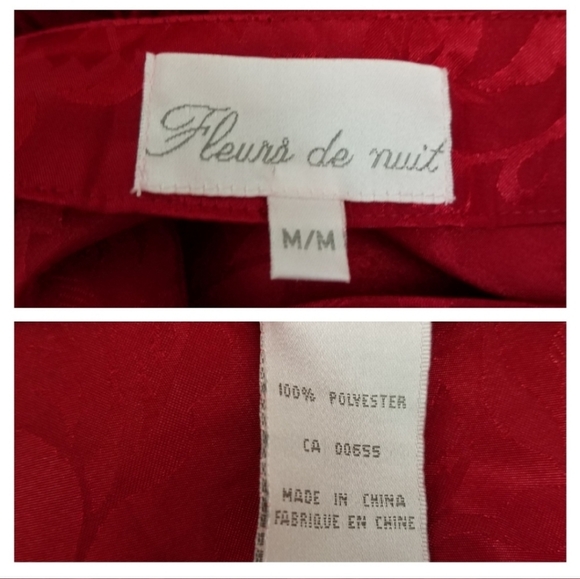 Fleurs de nuit
M/M
100% POLYESTER
CA 00655
MADE IN CHINA
FABRIQUE EN CHINE